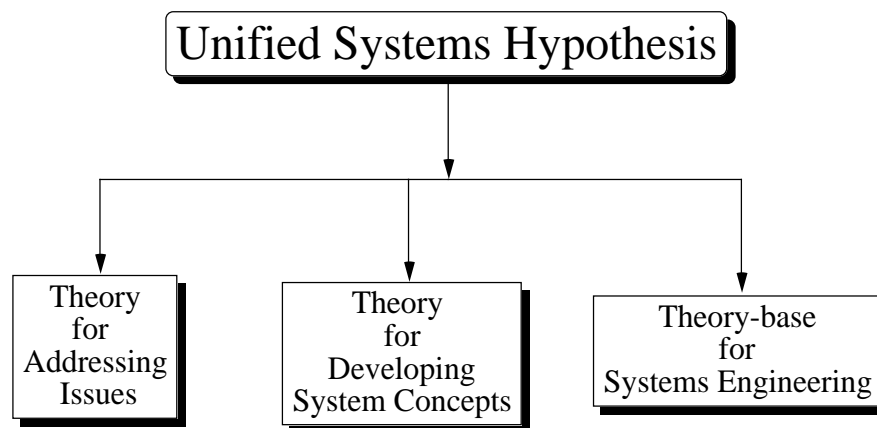 Unified Systems Hypothesis
Theory
for
Addressing
Issues
Theory
for
Developing
System Concepts
Theory-base
for
Systems Engineering